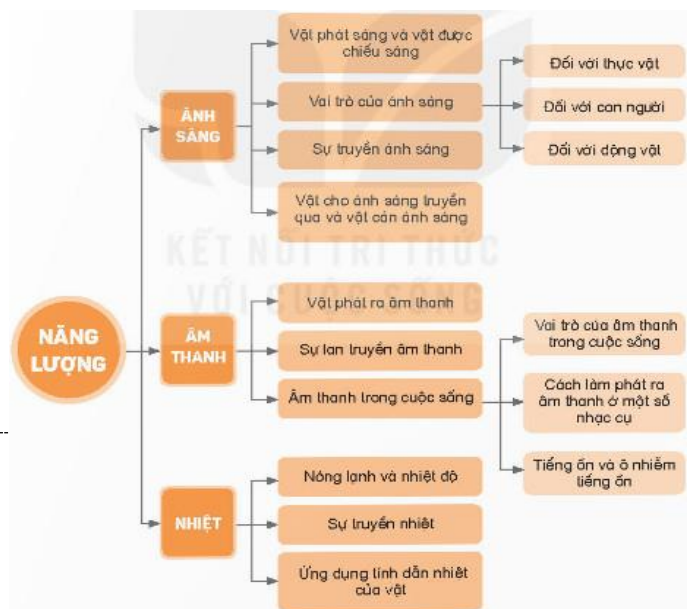 NĂNG
LƯỢNG
ÁNH
SÁNG
Vật phát sáng và vật được
chiếu sáng
Vai trò của ánh sáng
Đối với thực vật
Đối với con người
Đối với động vật
Sự truyền ánh sáng
Vật cho ánh sáng truyền
qua và vật cản ánh sáng
KẾT NỐI TRI THỨC
VỚI CUỘC SỐNG
ÂM
THANH
Vật phát ra âm thanh
Sự lan truyền âm thanh
Âm thanh trong cuộc sống
Vai trò của âm thanh
trong cuộc sống
Cách làm phát ra
âm thanh ở một số
nhạc cụ
Tiếng ồn và ô nhiễm
tiếng ồn
NHIỆT
Nóng lạnh và nhiệt độ
Sự truyền nhiệt
Ứng dụng tính dẫn nhiệt
của vật